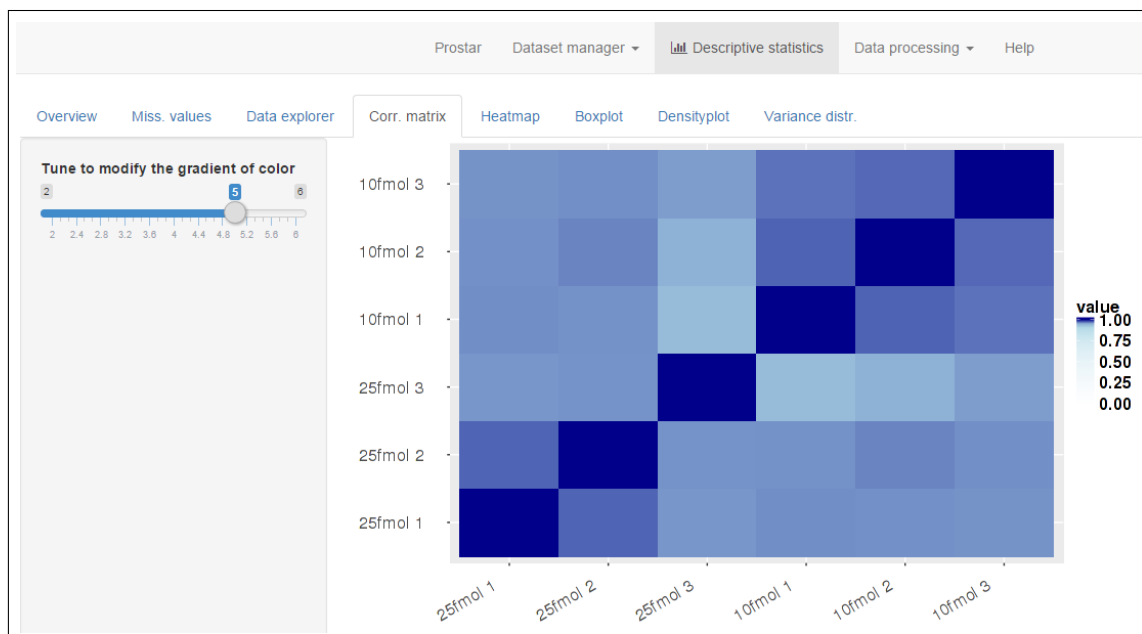 Prostar Dataset manager Descriptive statistics Data processing Help
Overview Miss. values Data explorer Corr. matrix Heatmap Boxplot Densityplot Variance distr.
Tune to modify the gradient of color
2 5 6
2 2.4 2.8 3.2 3.6 4 4.4 4.8 5.2 5.6 6
10fmol 3
10fmol 2
10fmol 1
25fmol 3
25fmol 2
25fmol 1
25fmol 1 25fmol 2 25fmol 3 10fmol 1 10fmol 2 10fmol 3
value
1.00
0.75
0.50
0.25
0.00